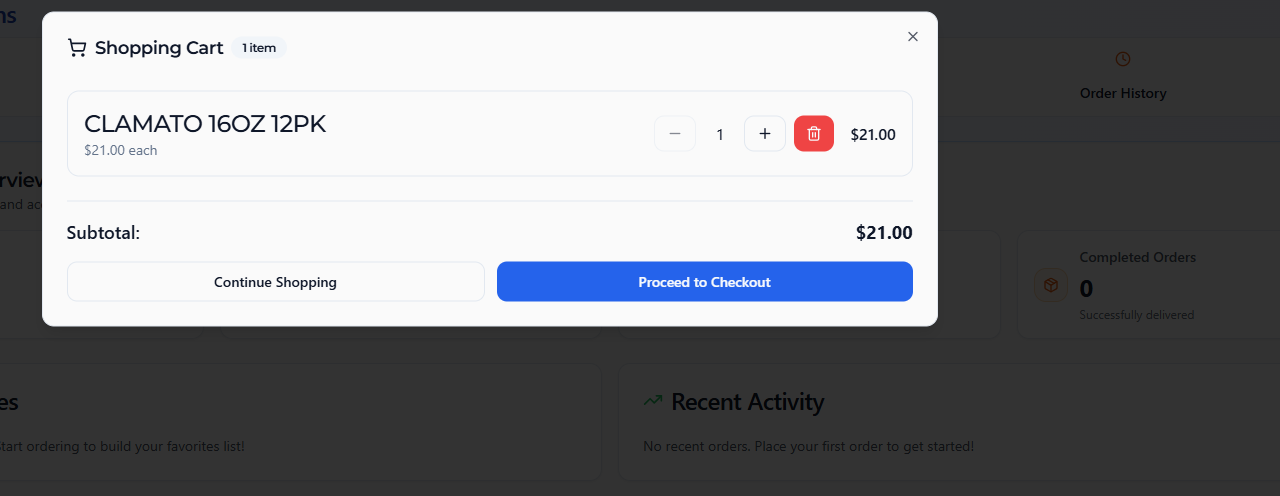 ns
Shopping Cart
1 item
Order History
CLAMATO 16OZ 12PK
$21.00 each
1
$21.00
rview
and acc
Subtotal:
$21.00
Continue Shopping
Proceed to Checkout
Completed Orders
0
Successfully delivered
es
Recent Activity
tart ordering to build your favorites list!
No recent orders. Place your first order to get started!